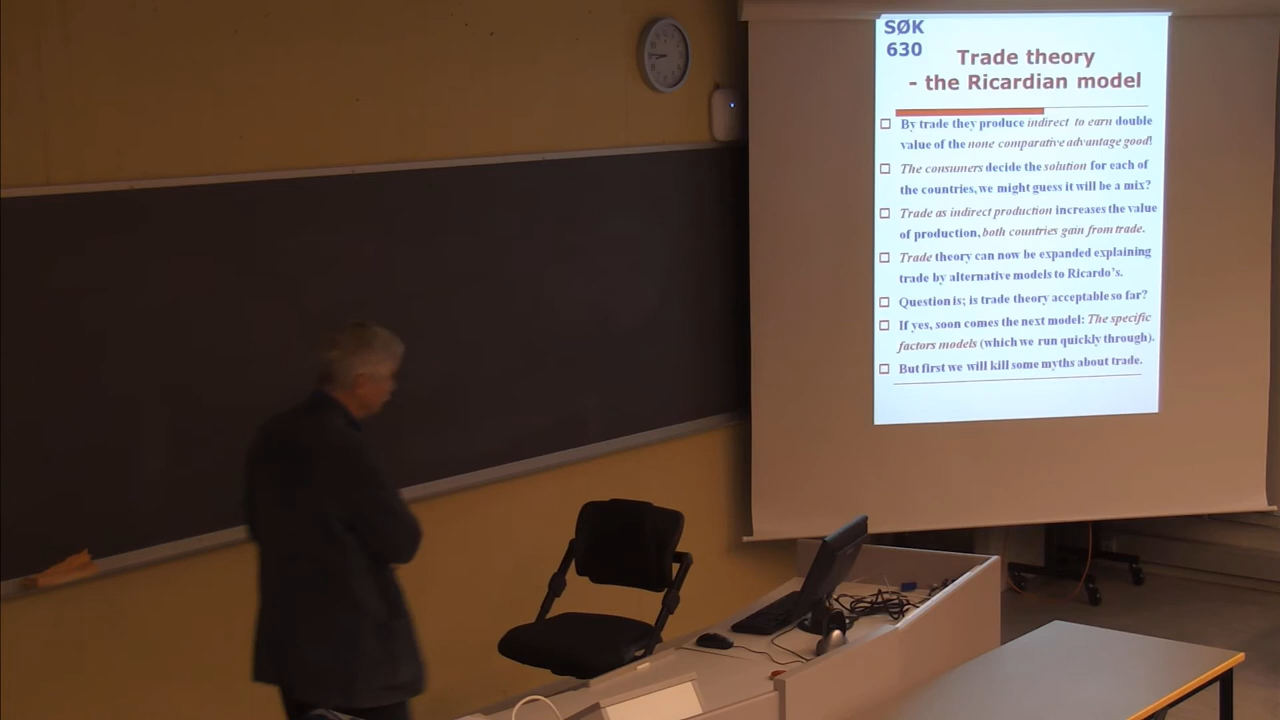 SØK
630
Trade theory
- the Ricardian model
By trade they produce indirect to earn double
value of the none comparative advantage good!
The consumers decide the solution for each of
the countries, we might guess it will be a mix?
Trade as indirect production increases the value
of production, both countries gain from trade.
Trade theory can now be expanded explaining
trade by alternative models to Ricardo's.
Question is; is trade theory acceptable so far?
If yes, soon comes the next model: The specific
factors models (which we run quickly through).
But first we will kill some myths about trade.